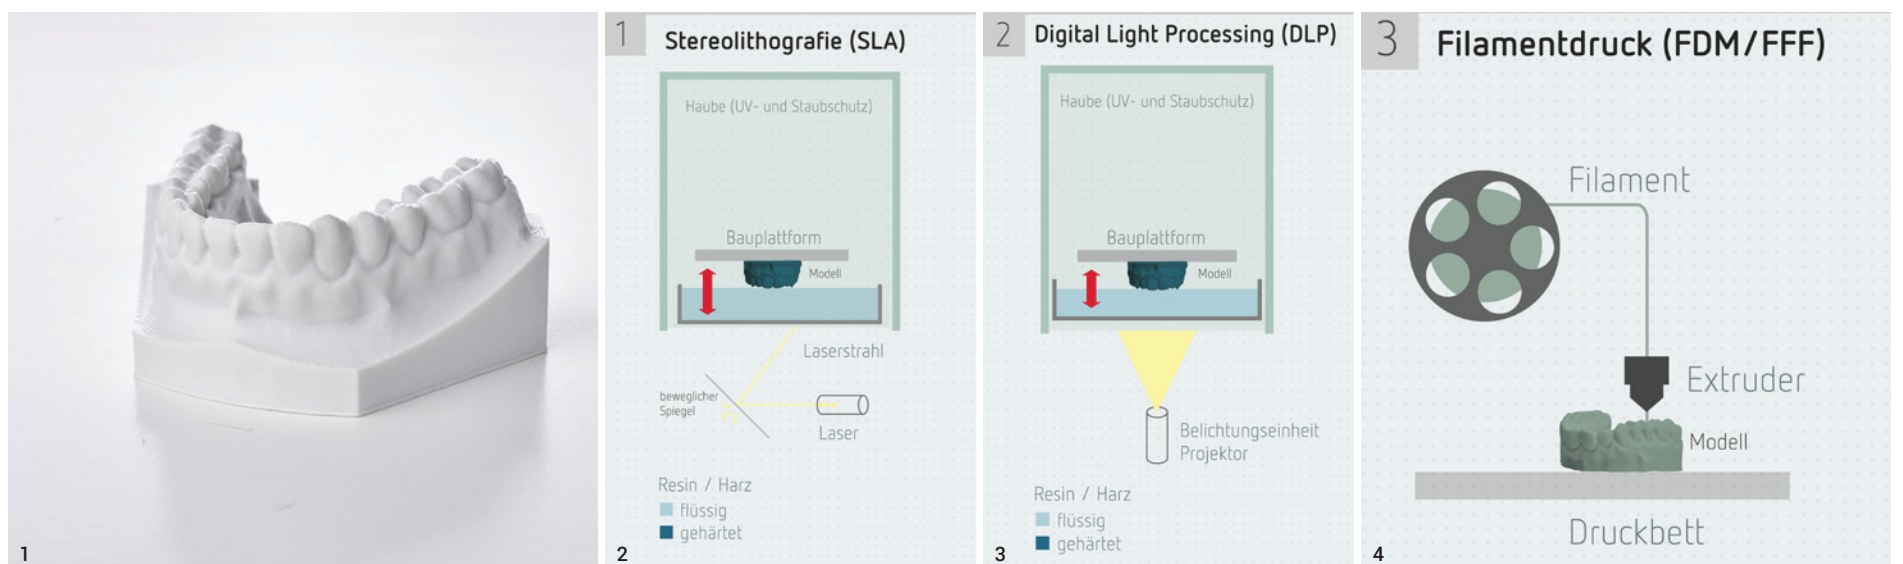 1
1
Stereolithografie (SLA)
Haube (UV- und Staubschutz)
Bauplattform
Modell
Laserstrahl
beweglicher
Spiegel
Laser
Resin / Harz
flüssig
gehärtet
2
2
Digital Light Processing (DLP)
Haube (UV- und Staubschutz)
Bauplattform
Modell
Belichtungseinheit
Projektor
Resin / Harz
flüssig
gehärtet
3
3
Filamentdruck (FDM/FFF)
Filament
Extruder
Modell
Druckbett
4